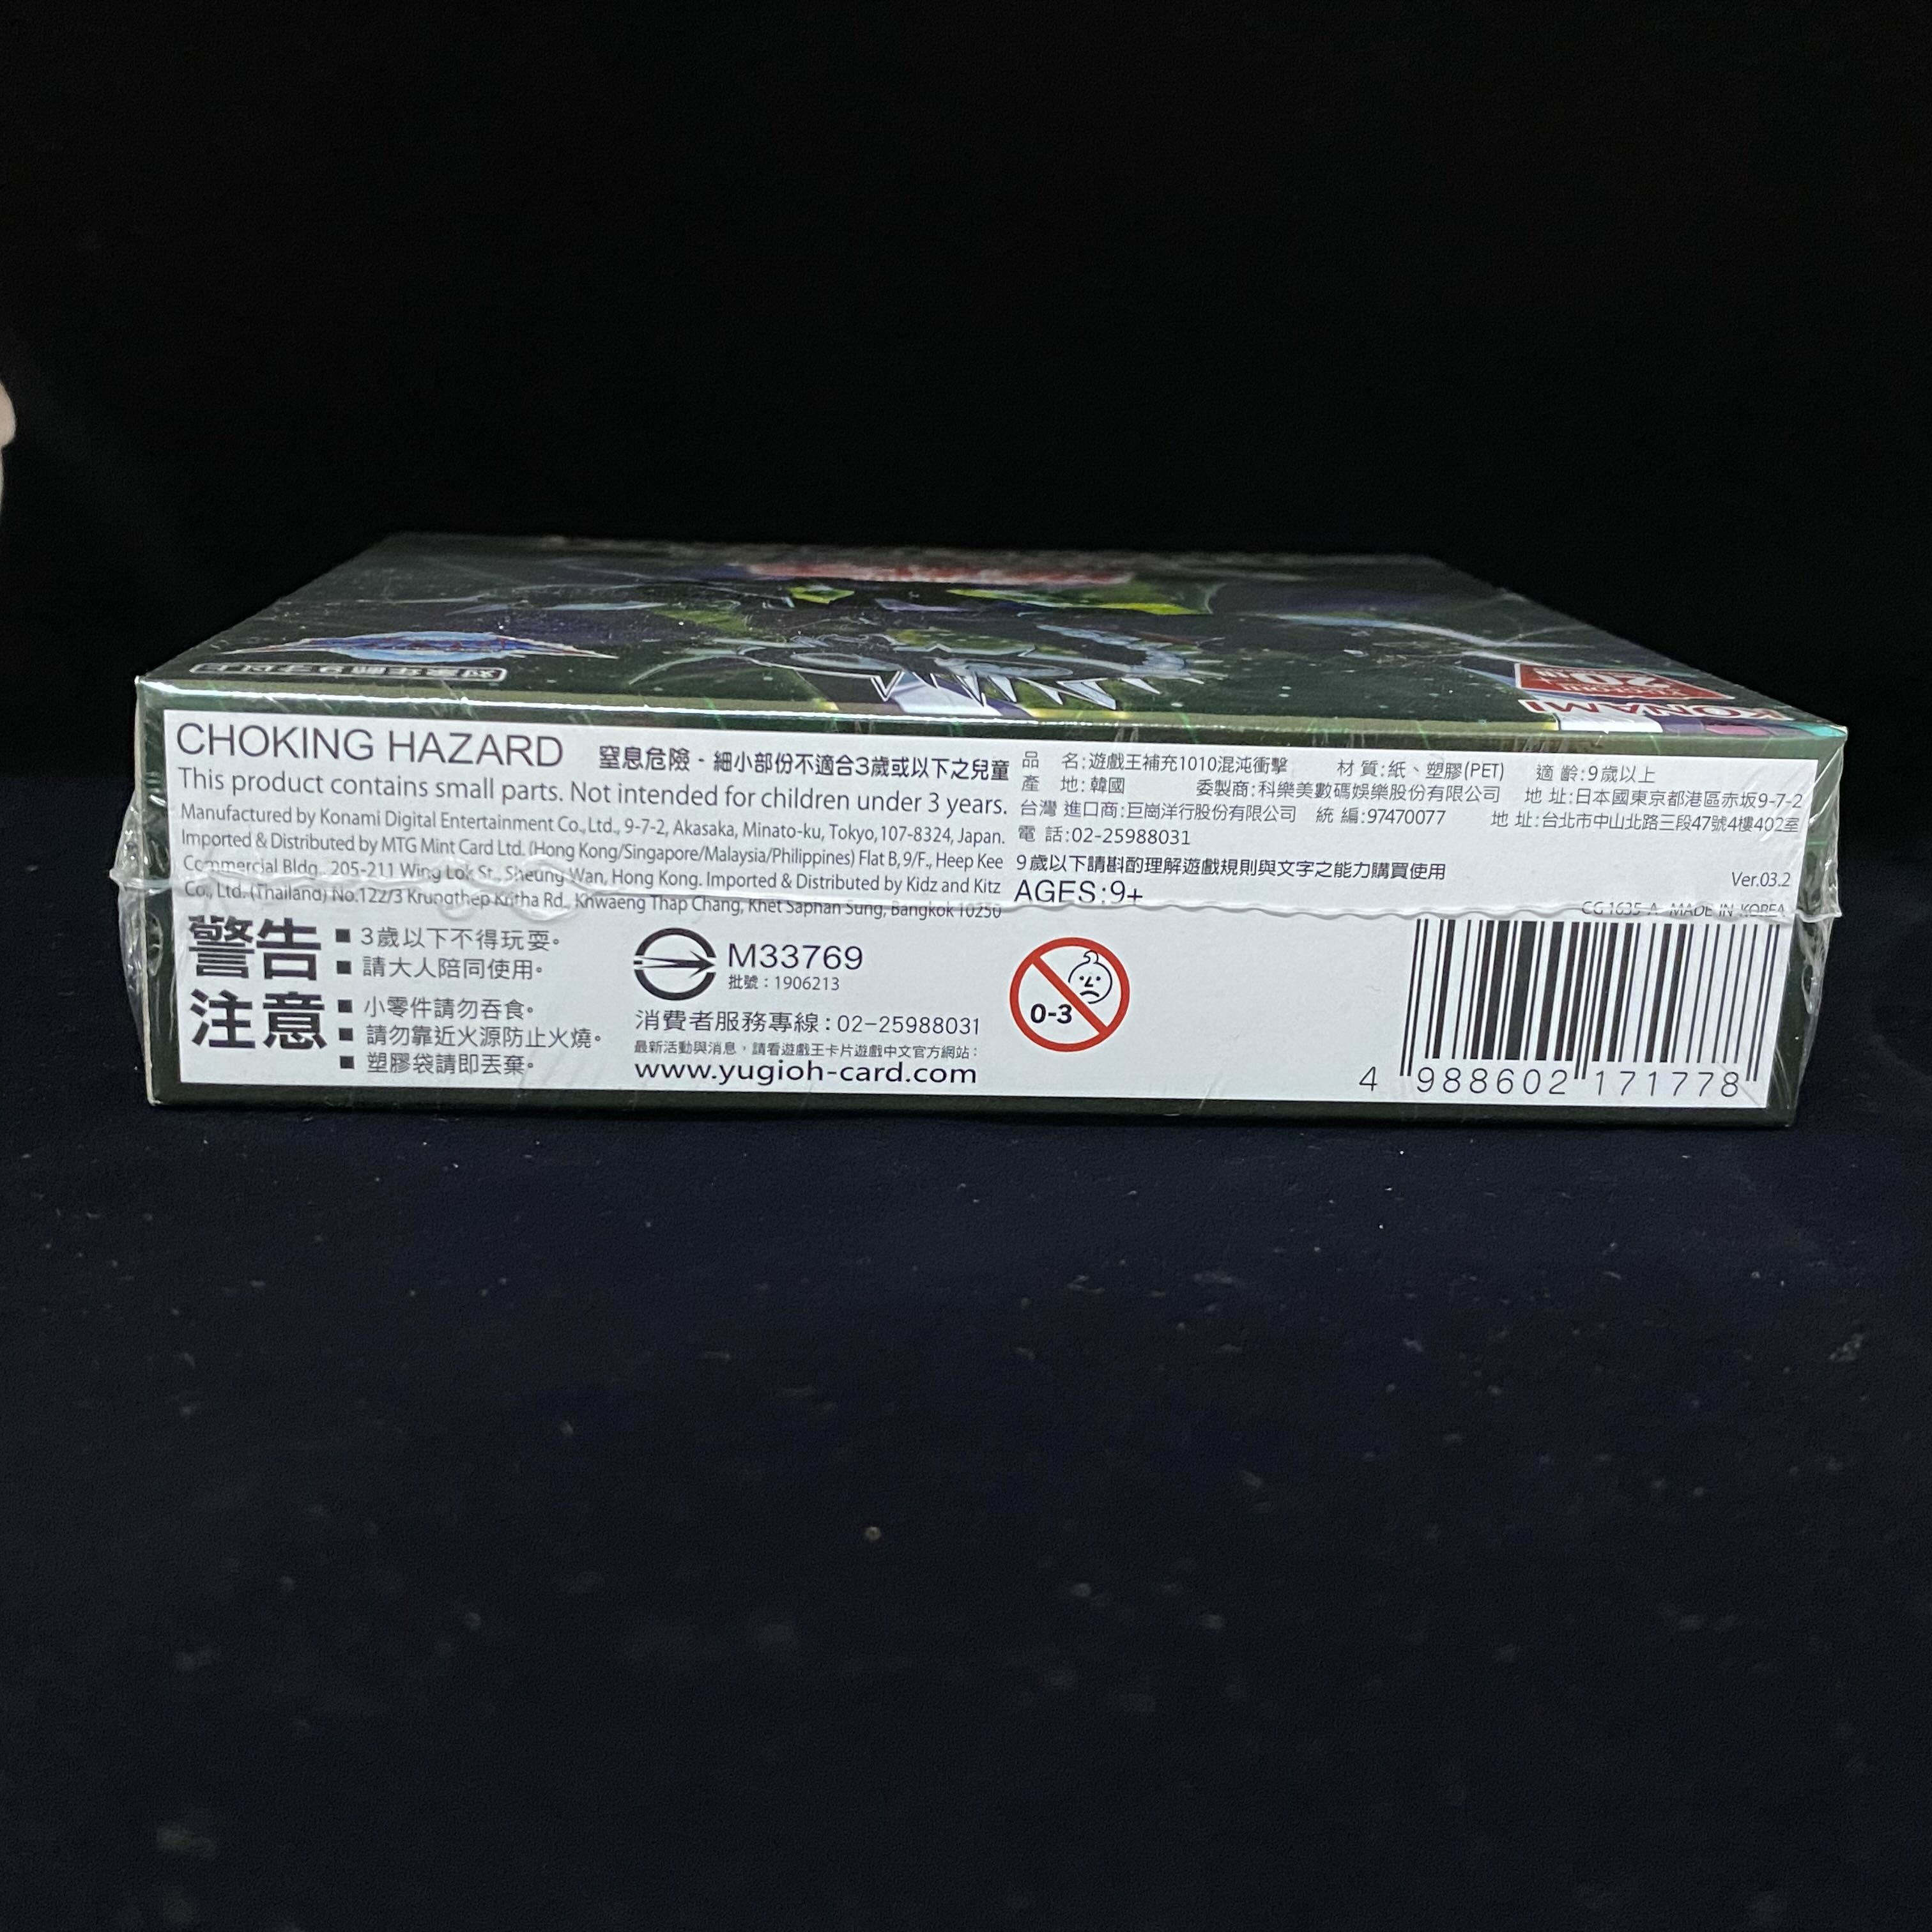 KONAMI
20th
対象年齢 9才以上
CHOKING HAZARD 窒息危險・細小部份不適合3歲或以下之兒童
This product contains small parts. Not intended for children under 3 years.
Manufactured by Konami Digital Entertainment Co., Ltd., 9-7-2, Akasaka, Minato-ku, Tokyo, 107-8324, Japan.
Imported & Distributed by MTG Mint Card Ltd. (Hong Kong/Singapore/Malaysia/Philippines) Flat B, 9/F., Heep Kee
Commercial Bldg., 205-211 Wing Lok St., Sheung Wan, Hong Kong. Imported & Distributed by Kidz and Kitz
Co., Ltd. (Thailand) No.122/3 Krungthep Kritha Rd., Khwaeng Thap Chang, Khet Saphan Sung, Bangkok 10250
品 名:遊戲王補充1010混沌衝擊 材 質:紙、塑膠(PET) 適 齡:9歲以上
產 地:韓國 委製商:科樂美數碼娛樂股份有限公司 地 址:日本國東京都港區赤坂9-7-2
台灣 進口商:巨崗洋行股份有限公司 統 編:97470077 地 址:台北市中山北路三段47號4樓402室
電 話:02-25988031
9歲以下請斟酌理解遊戲規則與文字之能力購買使用
AGES:9+
Ver.03.2
CG 1635-A MADE IN KOREA
警告
■ 3歲以下不得玩耍。
■ 請大人陪同使用。
注意
■ 小零件請勿吞食。
■ 請勿靠近火源防止火燒。
■ 塑膠袋請即丟棄。
M33769
批號：1906213
消費者服務專線：02-25988031
最新活動與消息，請看遊戲王卡片遊戲中文官方網站：
www.yugioh-card.com
0-3
4 988602 171778